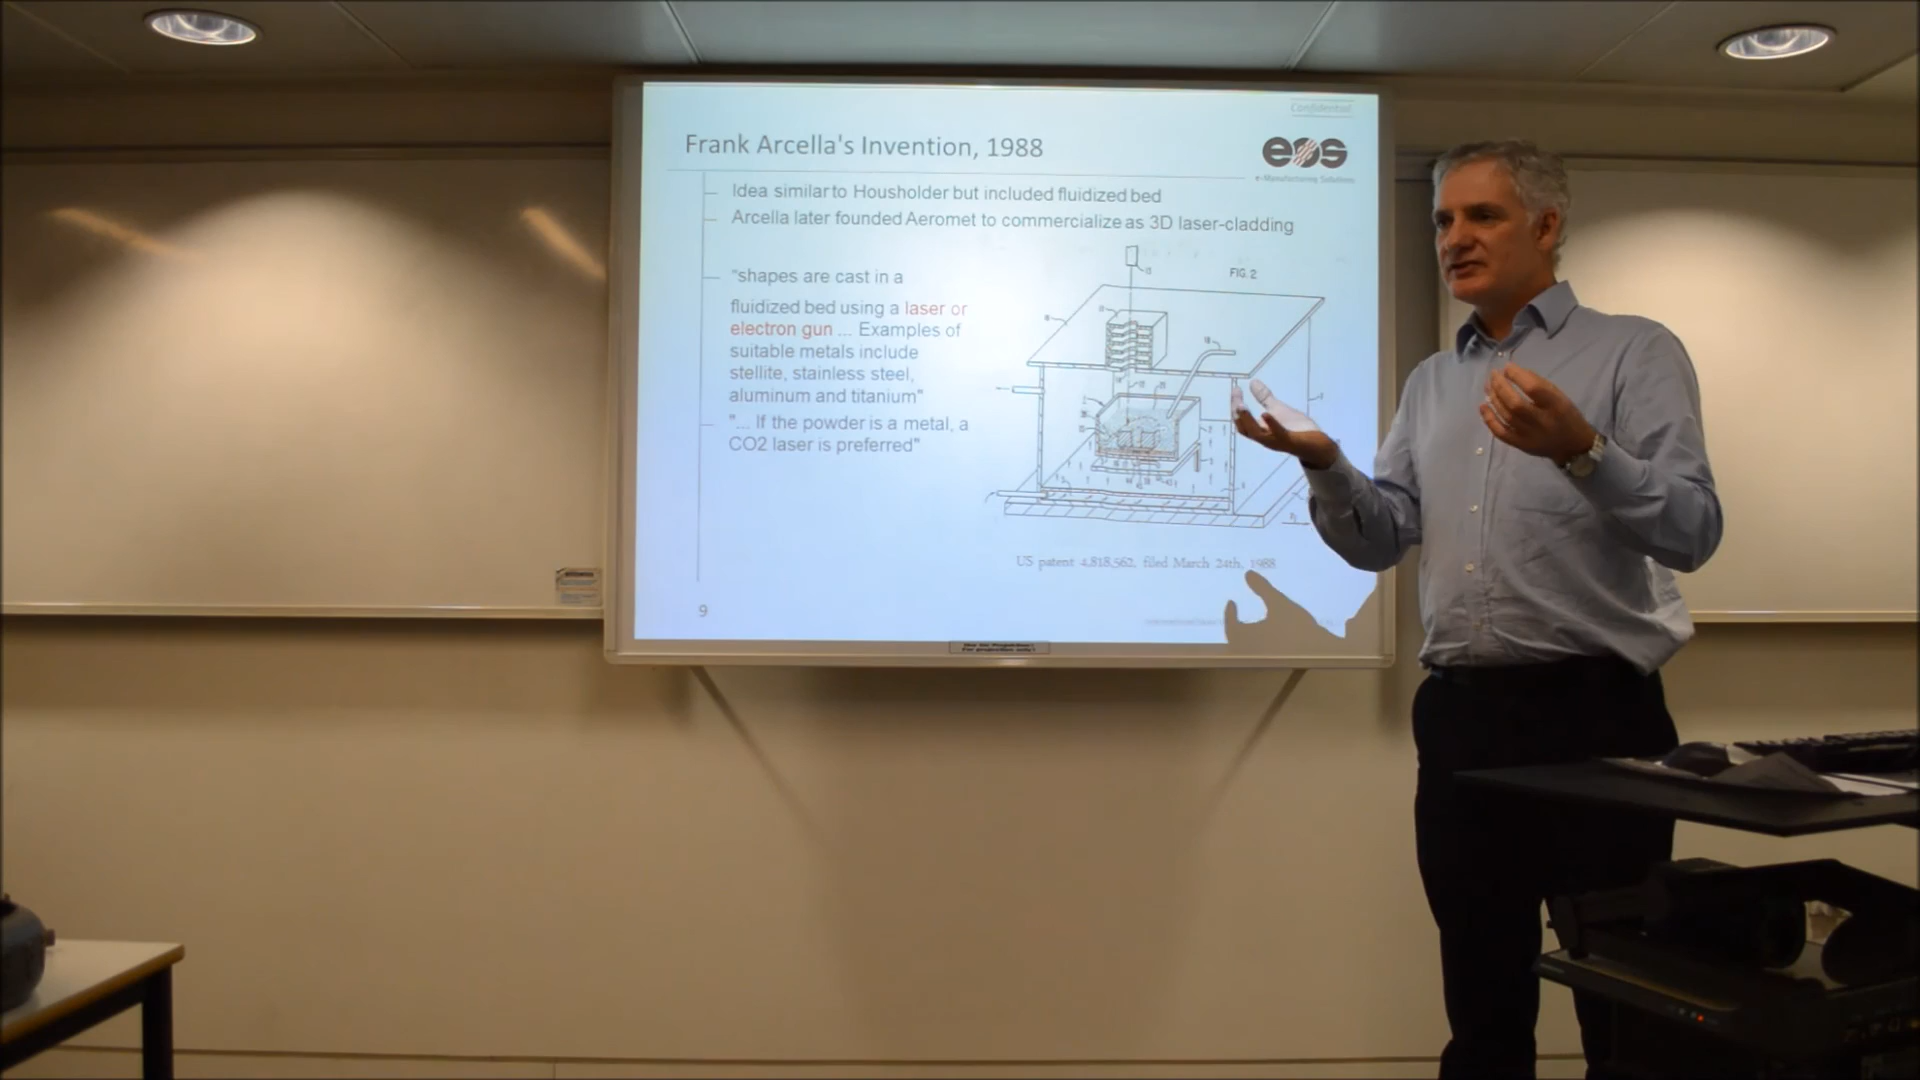 Confidential
Frank Arcella's Invention, 1988
eos
e-Manufacturing Solutions
Idea similar to Housholder but included fluidized bed
Arcella later founded Aeromet to commercialize as 3D laser-cladding
"shapes are cast in a
fluidized bed using a laser or
electron gun ... Examples of
suitable metals include
stellite, stainless steel,
aluminum and titanium"
"... If the powder is a metal, a
CO2 laser is preferred"
FIG. 2
US patent 4,818,562, filed March 24th, 1988
9
For projection only!